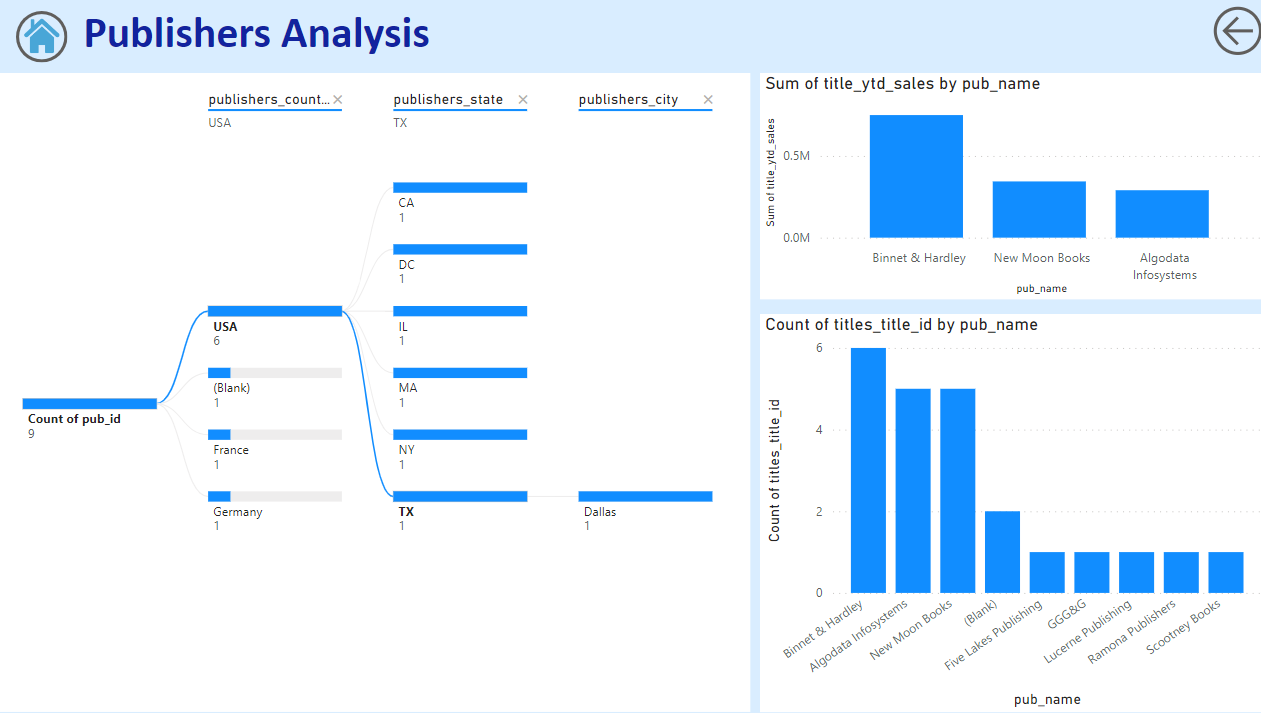 Publishers Analysis
publishers_count... publishers_state publishers_city
USA TX
CA
1
DC
1
USA
6
IL
1
(Blank)
1
MA
1
Count of pub_id
9
France
1
NY
1
Germany
1
TX
1
Dallas
1
Sum of title_ytd_sales by pub_name
Sum of title_ytd_sales
0.5M
0.0M
Binnet & Hardley New Moon Books Algodata
Infosystems
pub_name
Count of titles_title_id by pub_name
Count of titles_title_id
6
4
2
0
Binnet & Hardley
Algodata Infosystems
New Moon Books
(Blank)
Five Lakes Publishing
GGG&G
Lucerne Publishing
Ramona Publishers
Scootney Books
pub_name